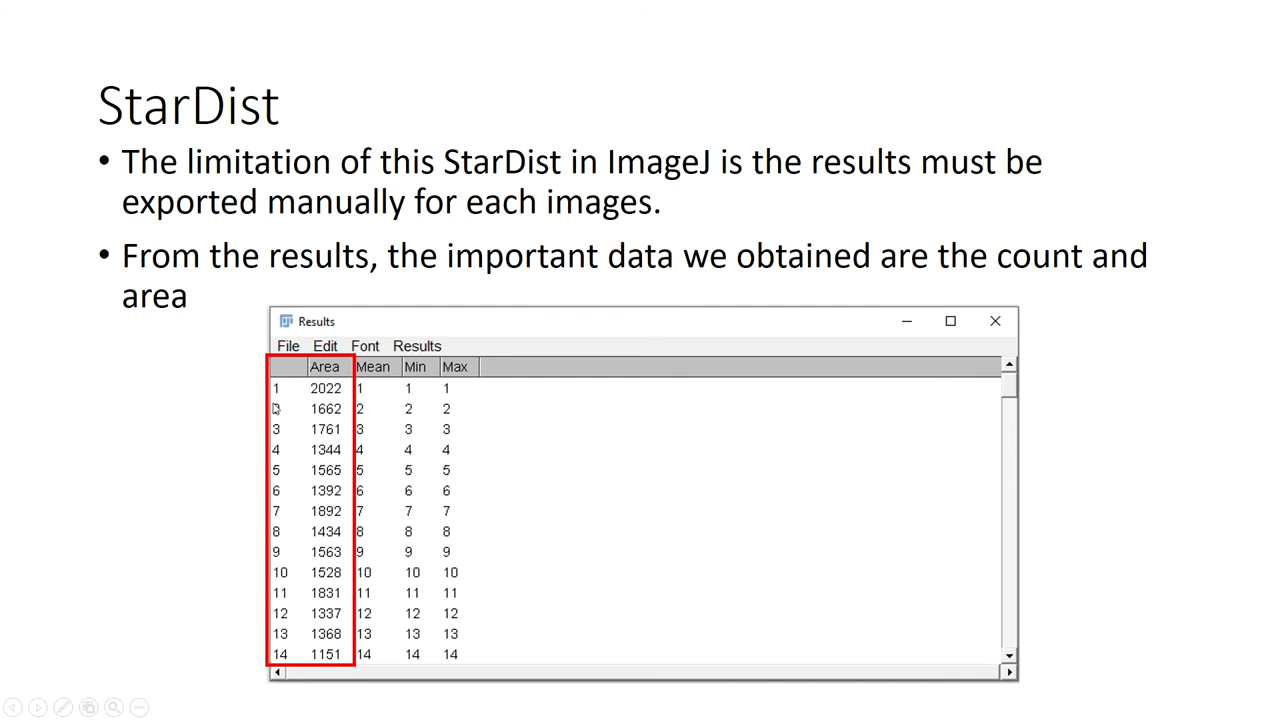 StarDist
• The limitation of this StarDist in ImageJ is the results must be
exported manually for each images.
• From the results, the important data we obtained are the count and
area
Results
File Edit Font Results
Area Mean Min Max
1 2022 1 1 1
1662 2 2 2
3 1761 3 3 3
4 1344 4 4 4
5 1565 5 5 5
6 1392 6 6 6
7 1892 7 7 7
8 1434 8 8 8
9 1563 9 9 9
10 1528 10 10 10
11 1831 11 11 11
12 1337 12 12 12
13 1368 13 13 13
14 1151 14 14 14